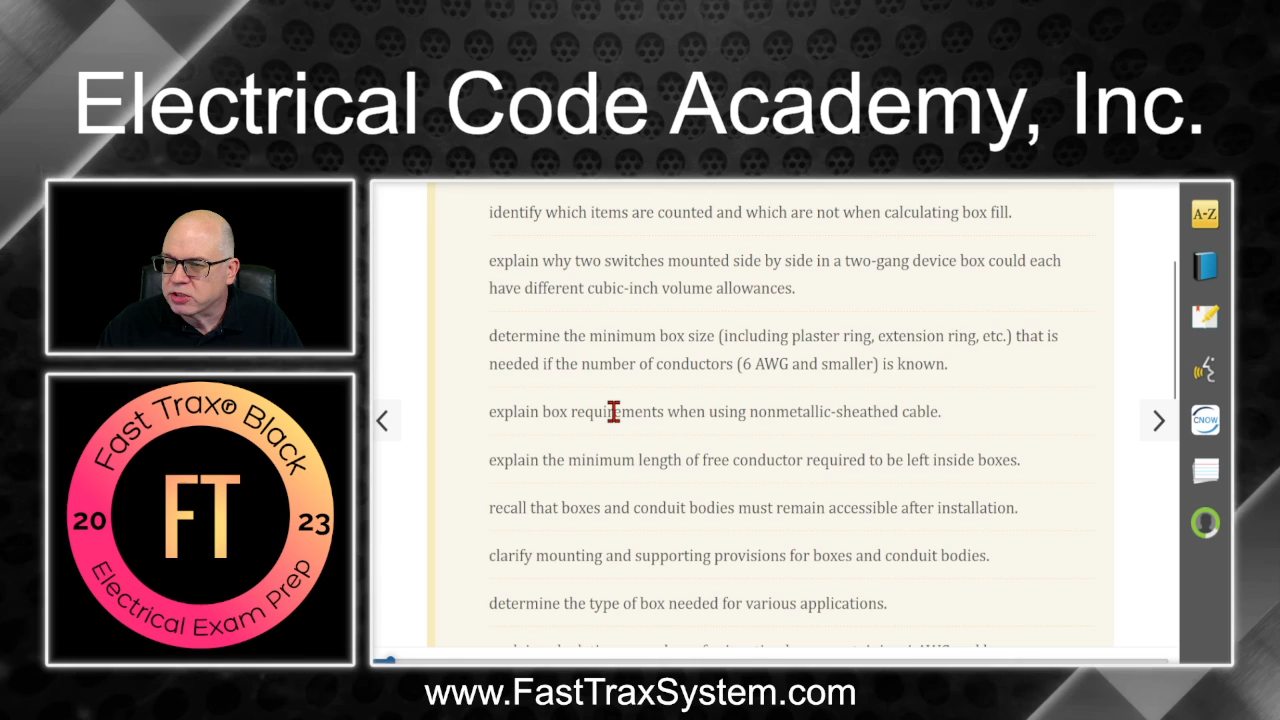 Electrical Code Academy, Inc.
identify which items are counted and which are not when calculating box fill.
explain why two switches mounted side by side in a two-gang device box could each
have different cubic-inch volume allowances.
determine the minimum box size (including plaster ring, extension ring, etc.) that is
needed if the number of conductors (6 AWG and smaller) is known.
explain box requirements when using nonmetallic-sheathed cable.
explain the minimum length of free conductor required to be left inside boxes.
recall that boxes and conduit bodies must remain accessible after installation.
clarify mounting and supporting provisions for boxes and conduit bodies.
determine the type of box needed for various applications.
A-Z
CNOW
Fast Trax® Black
FT
20 23
Electrical Exam Prep
www.FastTraxSystem.com